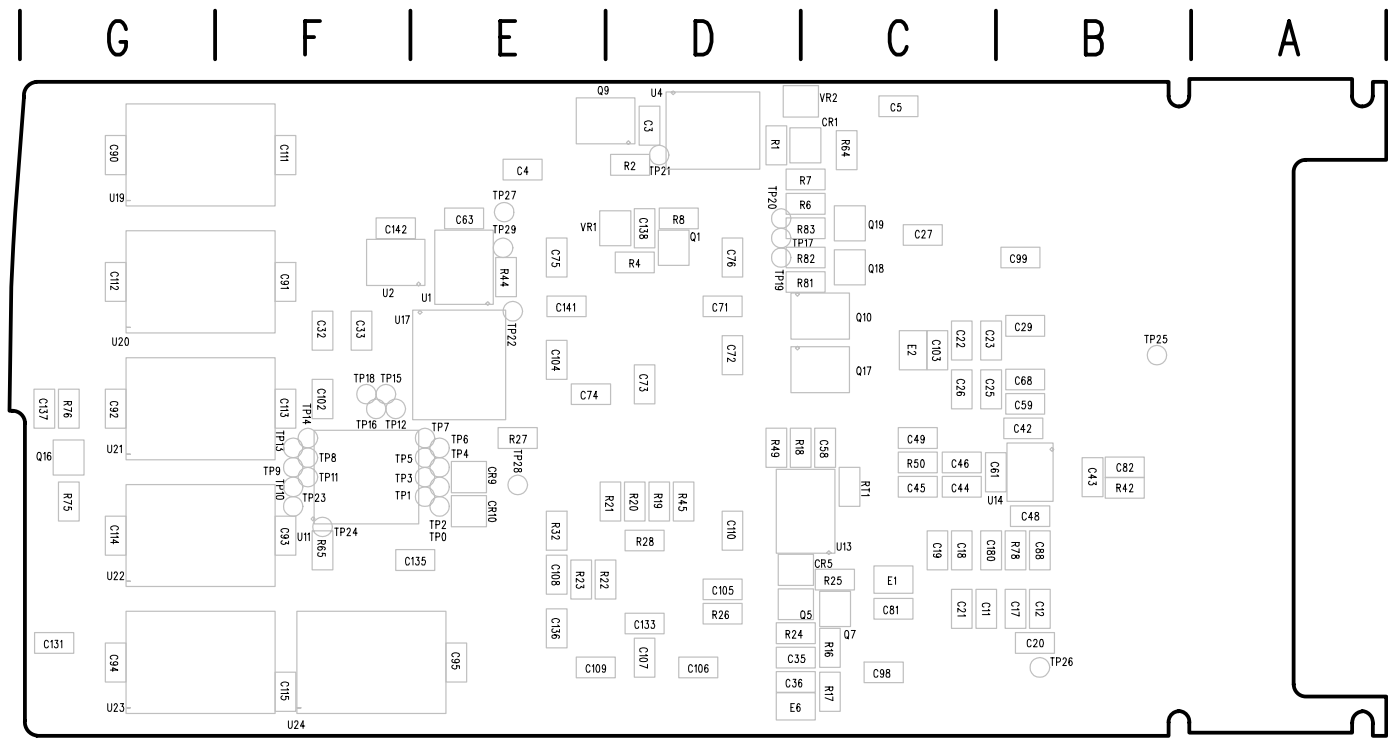 G F E D C B A
Q9 U4 VR2 C5
CR1
C3
C90 C111 R1 R64
R2 TP21
C4
R7
U19 TP27 TP20 R6
C142 C63 VR1 C138 R8 R83 Q19 C27
TP29 Q1 TP17
C75 R4 C76 R82 Q18 C99
C112 C91 R44 TP19 R81
U2 U1
U17 C141 C71 Q10
C32 C33 TP22 C29
U20 C104 C72 E2 C103 C22 C23 TP25
Q17
TP18 TP15 C74 C73 C26 C25 C68
C137 R76 C92 C113 C102 C59
TP14 TP16 TP12 TP7 C42
TP13 TP6 R27 R49 R18 C58 C49
U21 TP8 TP5 TP4 TP28
Q16 TP9 TP11 TP3 CR9 R50 C46 C61 C43 C82
TP10 TP23 TP1 RT1 C45 C44 U14 R42
R75 TP2 CR10 R21 R20 R19 R45 C48
C114 C93 U11 R65 TP24 TP0 R32 R28 C110 U13 C19 C18 C180 R78 C88
C135 CR5
U22 C108 R23 R22 C105 R25 E1
R26 Q5 C81 C21 C11 C17 C12
C136 C133 R24 Q7
C131 C94 C95 C107 C35 R16 C20
C109 C106 C98 TP26
C115 C36 R17
U23 E6
U24